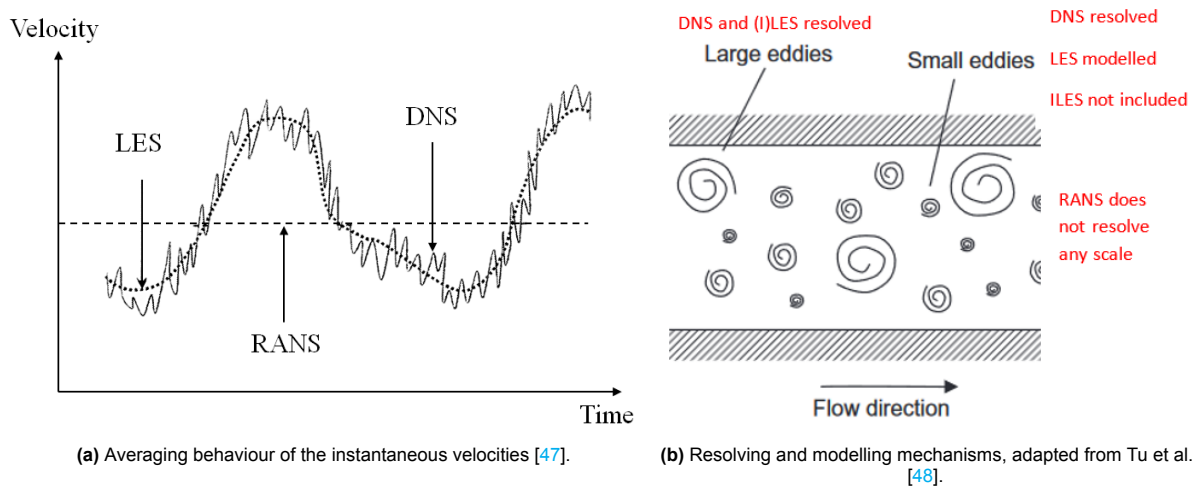 Velocity
LES
DNS
RANS
Time
(a) Averaging behaviour of the instantaneous velocities [47].
DNS and (I)LES resolved
Large eddies
Small eddies
DNS resolved
LES modelled
ILES not included
RANS does
not resolve
any scale
Flow direction
(b) Resolving and modelling mechanisms, adapted from Tu et al.
[48].